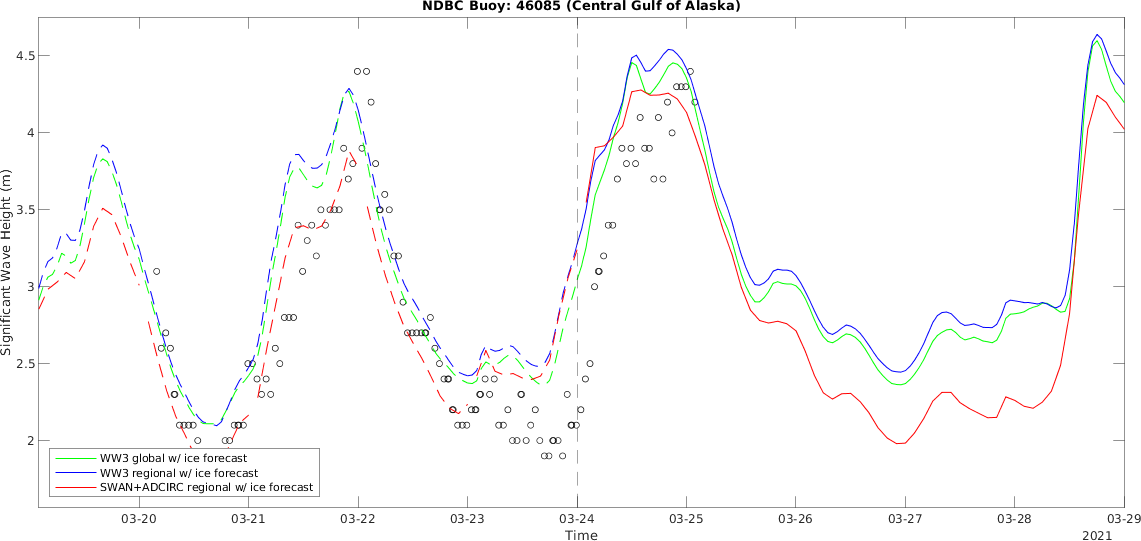 NDBC Buoy: 46085 (Central Gulf of Alaska)
Significant Wave Height (m)
4.5
4
3.5
3
2.5
2
WW3 global w/ ice forecast
WW3 regional w/ ice forecast
SWAN+ADCIRC regional w/ ice forecast
03-20 03-21 03-22 03-23 03-24 03-25 03-26 03-27 03-28 03-29
Time
2021